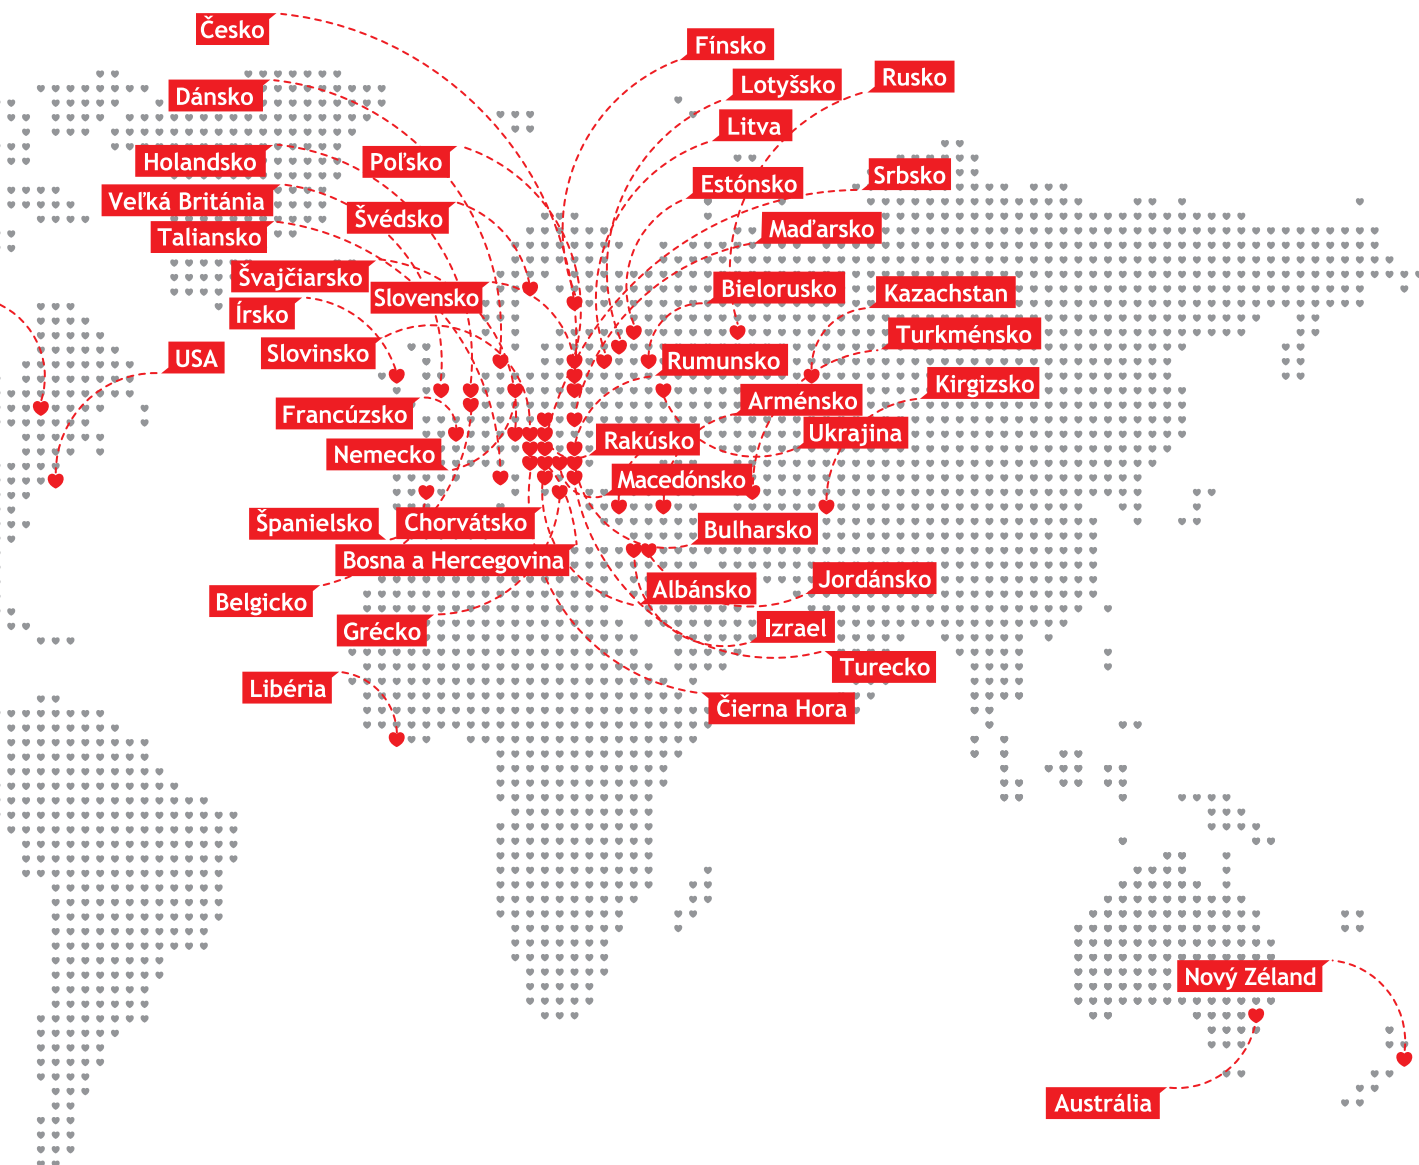 Česko
Fínsko
Lotyšsko
Rusko
Dánsko
Litva
Holandsko
Poľsko
Estónsko
Srbsko
Veľká Británia
Švédsko
Taliansko
Maďarsko
Švajčiarsko
Slovensko
Bielorusko
Kazachstan
Írsko
Turkménsko
Slovinsko
USA
Rumunsko
Kirgizsko
Francúzsko
Arménsko
Nemecko
Rakúsko
Ukrajina
Macedónsko
Španielsko
Chorvátsko
Bulharsko
Bosna a Hercegovina
Albánsko
Jordánsko
Belgicko
Grécko
Izrael
Turecko
Libéria
Čierna Hora
Nový Zéland
Austrália